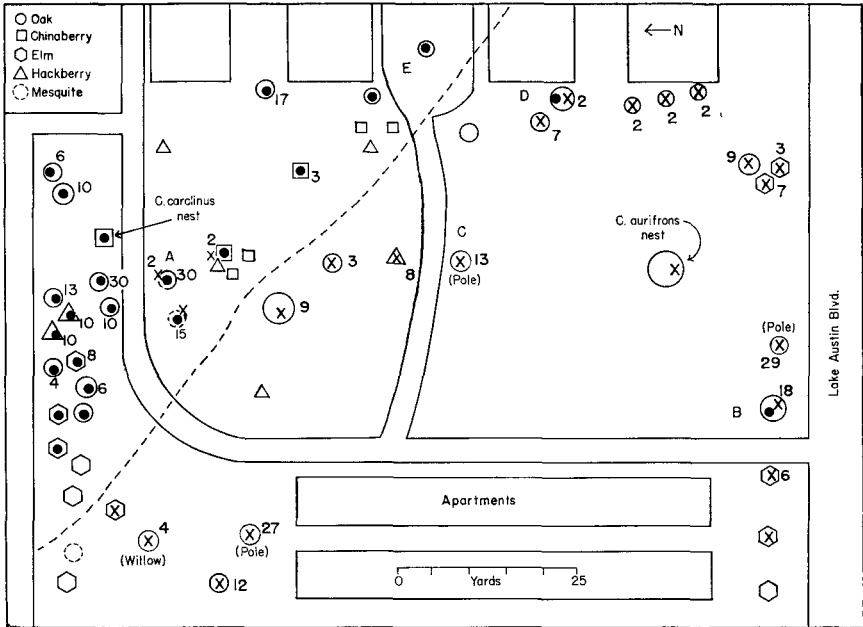 Oak
Chinaberry
Elm
Hackberry
Mesquite
E
N
17
D
2
7
2
2
2
6
10
3
9
3
7
C. carolinus
nest
2
A
2
30
3
8
C
13
(Pole)
C. aurifrons
nest
30
13
10
10
10
15
9
(Pole)
29
8
4
6
18
B
Lake Austin Blvd.
6
Apartments
4
(Willow)
27
(Pole)
12
0
Yards
25